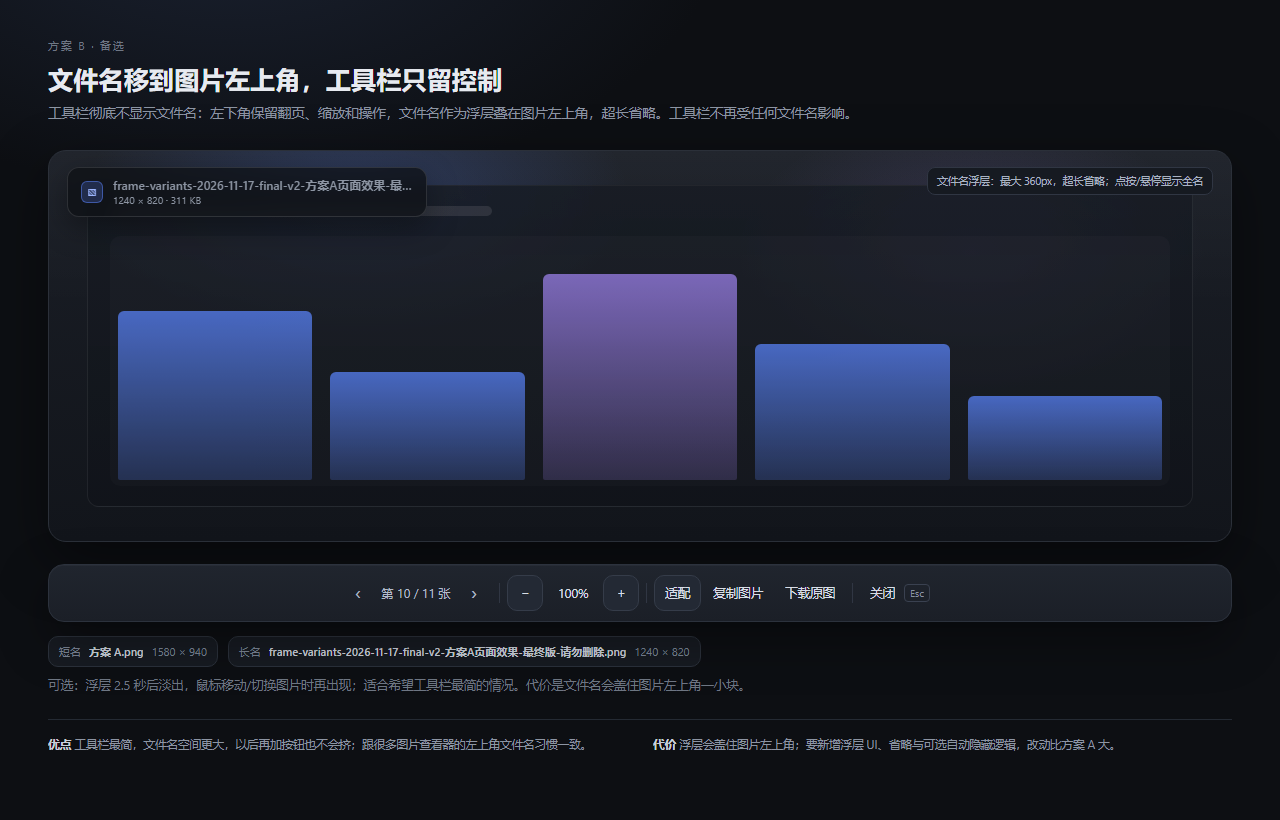 方案 B · 备选
文件名移到图片左上角，工具栏只留控制
工具栏彻底不显示文件名：左下角保留翻页、缩放和操作，文件名作为浮层叠在图片左上角，超长省略。工具栏不再受任何文件名影响。
frame-variants-2026-11-17-final-v2-方案A页面效果-最...
1240 × 820 · 311 KB
文件名浮层：最大 360px，超长省略；点按/悬停显示全名
‹ 第 10 / 11 张 › − 100% + 适配 复制图片 下载原图 关闭 Esc
短名 方案 A.png 1580 × 940
长名 frame-variants-2026-11-17-final-v2-方案A页面效果-最终版-请勿删除.png 1240 × 820
可选：浮层 2.5 秒后淡出，鼠标移动/切换图片时再出现；适合希望工具栏最简的情况。代价是文件名会盖住图片左上角一小块。
优点 工具栏最简，文件名空间更大，以后再加按钮也不会挤；跟很多图片查看器的左上角文件名习惯一致。
代价 浮层会盖住图片左上角；要新增浮层 UI、省略与可选自动隐藏逻辑，改动比方案 A 大。